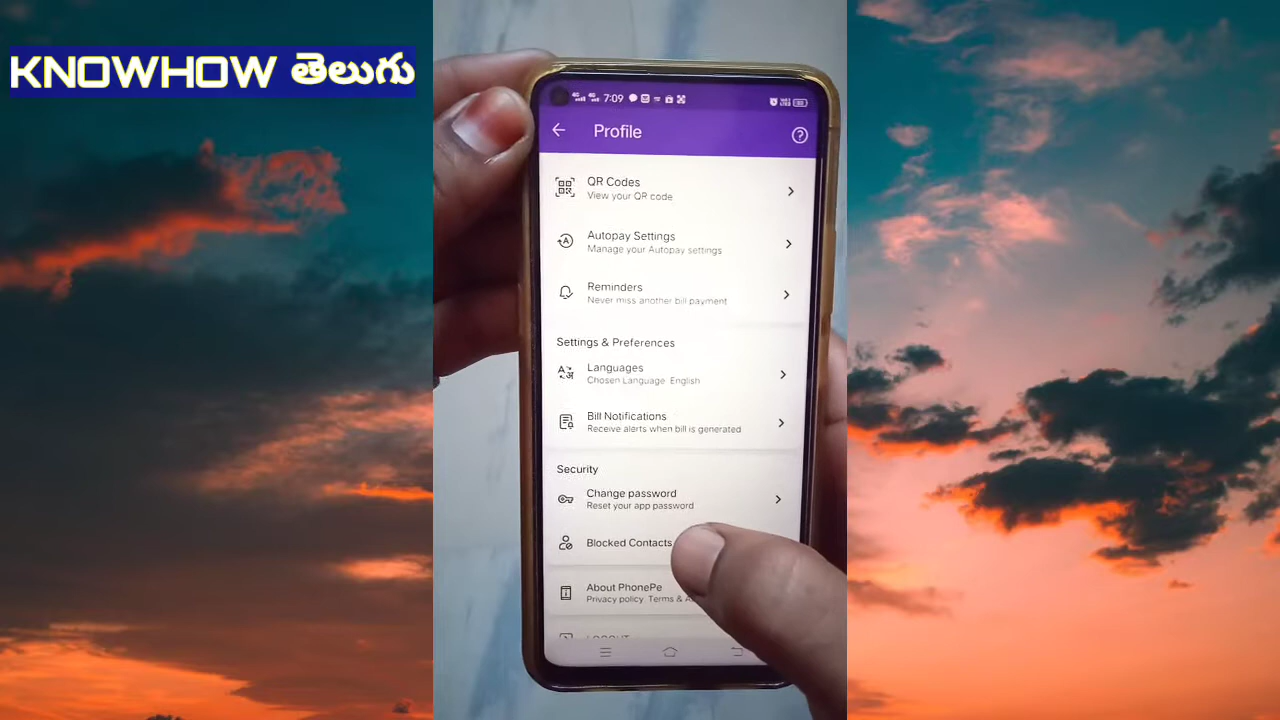 KNOWHOW తెలుగు
7:09
Profile
QR Codes
View your QR code
Autopay Settings
Manage your Autopay settings
Reminders
Never miss another bill payment
Settings & Preferences
Languages
Chosen Language English
Bill Notifications
Receive alerts when bill is generated
Security
Change password
Reset your app password
Blocked Contacts
About PhonePe
Privacy policy Terms &
LOGOUT